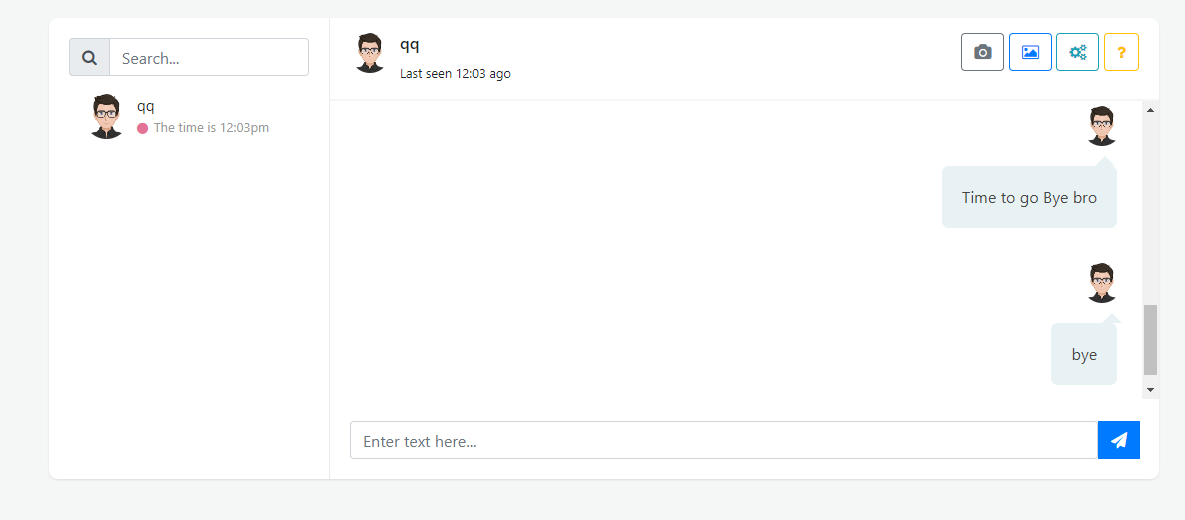 Search...
qq
The time is 12:03pm
qq
Last seen 12:03 ago
?
Time to go Bye bro
bye
Enter text here...